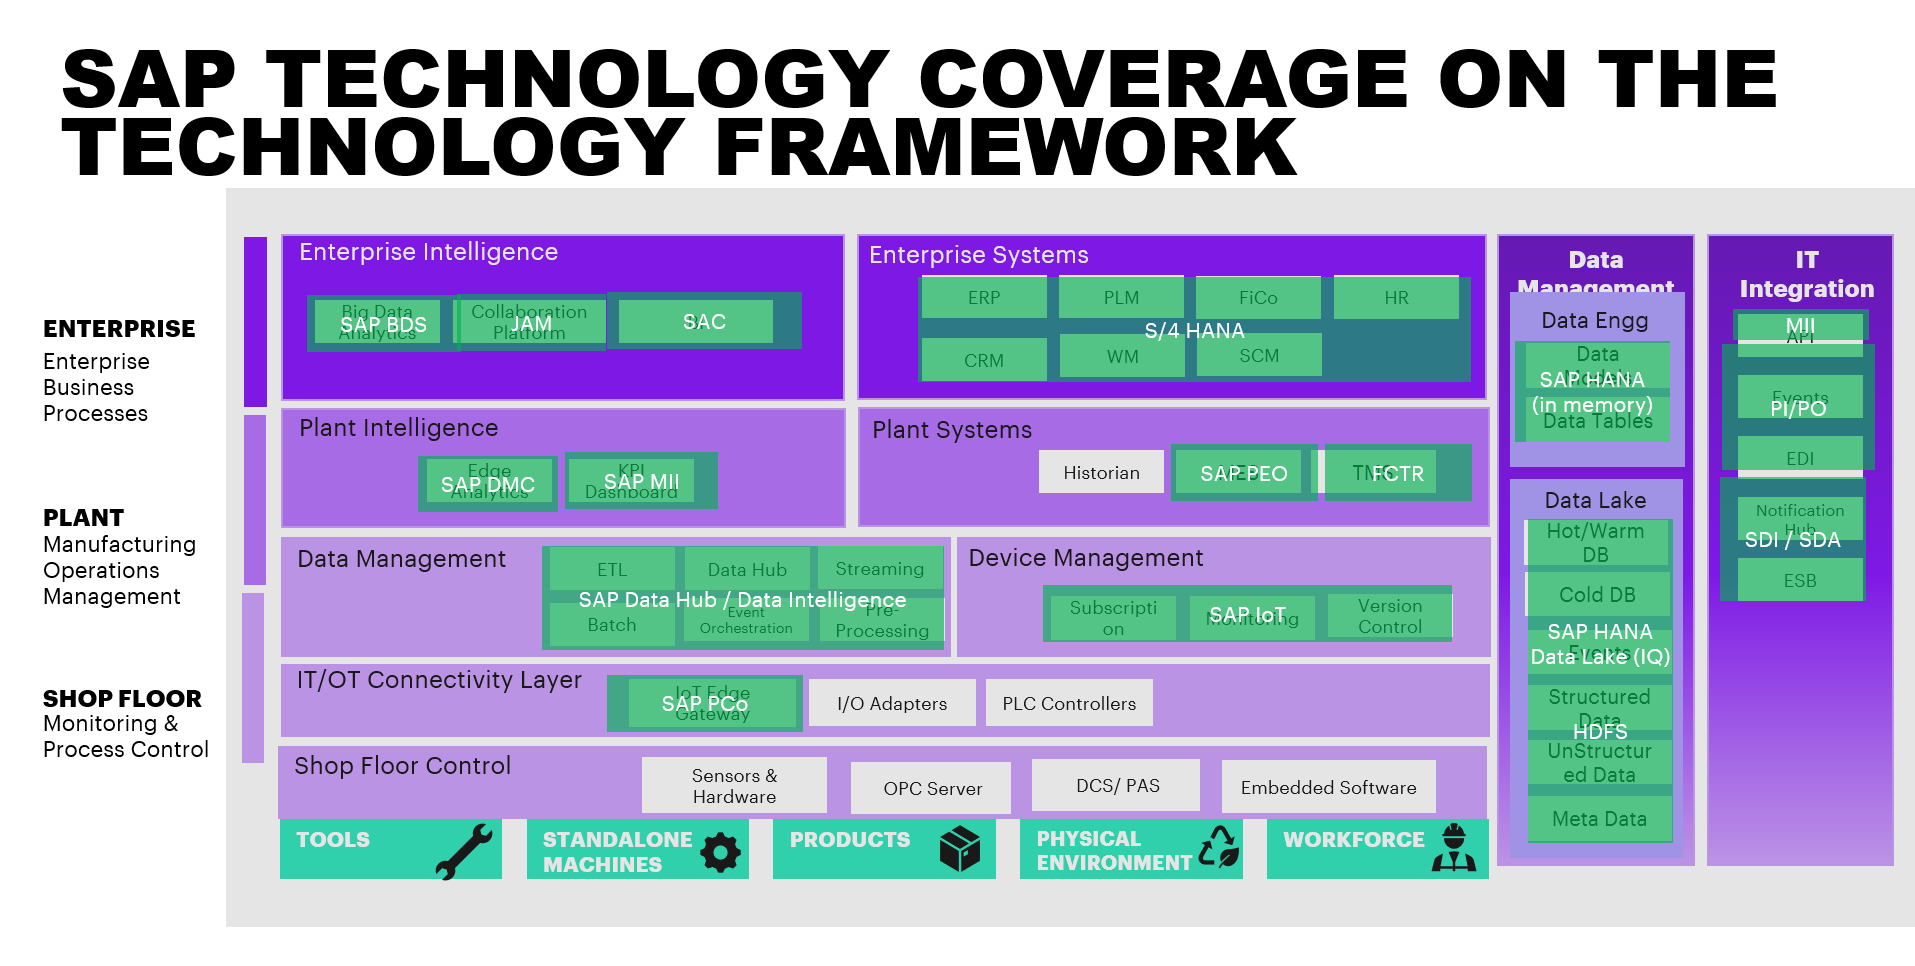 SAP TECHNOLOGY COVERAGE ON THE
TECHNOLOGY FRAMEWORK
ENTERPRISE
Enterprise
Business
Processes
PLANT
Manufacturing
Operations
Management
SHOP FLOOR
Monitoring &
Process Control
Enterprise Intelligence
Big Data
Analytics
SAP BDS
Collaboration
Platform
JAM
SAC
Enterprise Systems
ERP
PLM
FiCo
HR
S/4 HANA
CRM
WM
SCM
Plant Intelligence
Edge
Analytics
SAP DMC
KPI
Dashboard
SAP MII
Plant Systems
Historian
SAP PEO
FCTR
Data Management
ETL
Data Hub
Streaming
SAP Data Hub / Data Intelligence
Batch
Event
Orchestration
Pre-
Processing
Device Management
Subscripti
on
Monitoring
SAP IoT
Version
Control
IT/OT Connectivity Layer
IoT Edge
Gateway
SAP PCo
I/O Adapters
PLC Controllers
Shop Floor Control
Sensors &
Hardware
OPC Server
DCS/ PAS
Embedded Software
TOOLS
STANDALONE
MACHINES
PRODUCTS
PHYSICAL
ENVIRONMENT
WORKFORCE
Data
Management
Data Engg
Data
Models
SAP HANA
(in memory)
Data Tables
Data Lake
Hot/Warm
DB
Cold DB
SAP HANA
Events
Data Lake (IQ)
Structured
Data
HDFS
UnStructur
ed Data
Meta Data
IT
Integration
MII
API
Events
PI/PO
EDI
Notification
Hub
SDI / SDA
ESB